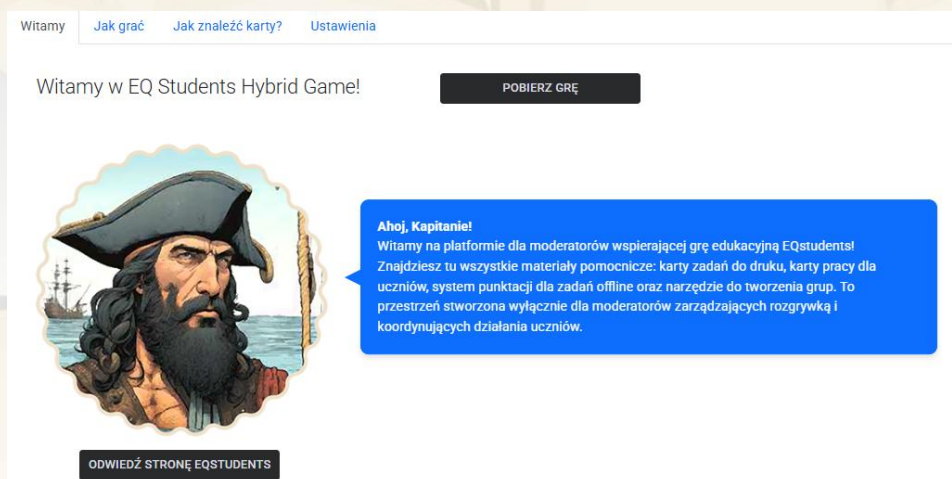 Witamy Jak grać Jak znaleźć karty? Ustawienia
Witamy w EQ Students Hybrid Game! POBIERZ GRĘ
Ahoj, Kapitanie!
Witamy na platformie dla moderatorów wspierającej grę edukacyjną EQstudents!
Znajdziesz tu wszystkie materiały pomocnicze: karty zadań do druku, karty pracy dla
uczniów, system punktacji dla zadań offline oraz narzędzie do tworzenia grup. To
przestrzeń stworzona wyłącznie dla moderatorów zarządzających rozgrywką i
koordynujących działania uczniów.
ODWIEDŹ STRONĘ EQSTUDENTS